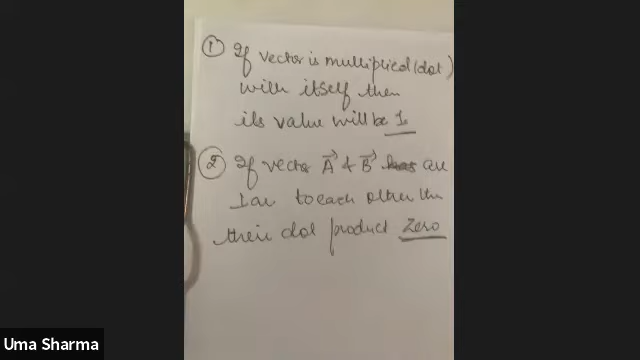 ① If vector is multiplied (dot)
with itself then
its value will be 1.
② If vector A⃗ & B⃗ are
⊥ar to each other the
their dot product Zero
Uma Sharma